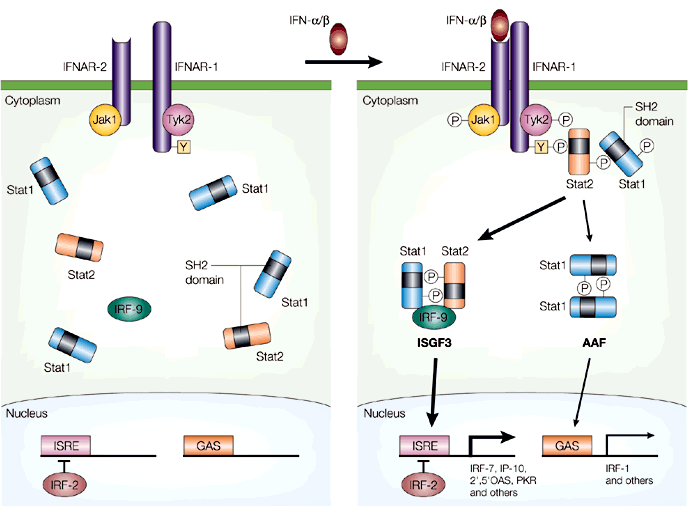 IFN-α/β
IFNAR-2
IFNAR-1
Cytoplasm
Jak1
Tyk2
Y
Stat1
Stat1
Stat2
SH2
domain
Stat1
IRF-9
Stat1
Stat2
Nucleus
ISRE
GAS
IRF-2
IFN-α/β
IFNAR-2
IFNAR-1
Cytoplasm
SH2
domain
P
Jak1
Tyk2
P
Y
P
P
P
Stat2
Stat1
Stat1
Stat2
P
P
IRF-9
ISGF3
Stat1
P
P
Stat1
AAF
Nucleus
ISRE
GAS
IRF-2
IRF-7, IP-10,
2',5'OAS, PKR
and others
IRF-1
and others